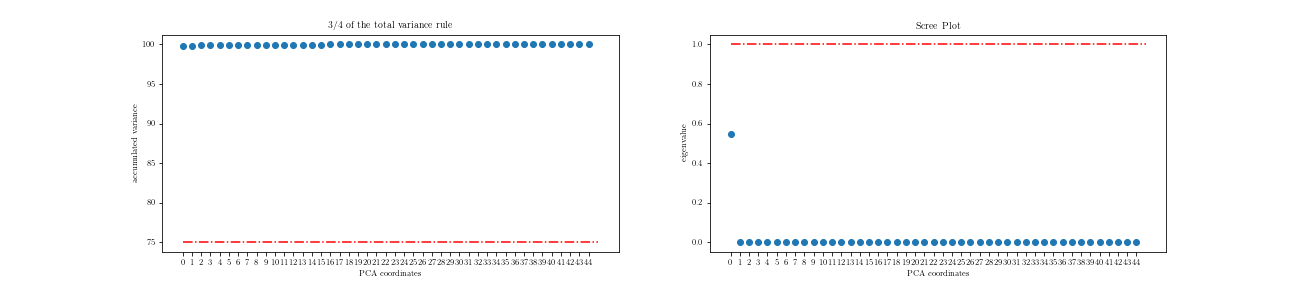 3/4 of the total variance rule
accumulated variance
100
95
90
85
80
75
0 1 2 3 4 5 6 7 8 9 10 11 12 13 14 15 16 17 18 19 20 21 22 23 24 25 26 27 28 29 30 31 32 33 34 35 36 37 38 39 40 41 42 43 44
PCA coordinates
Scree Plot
eigenvalue
1.0
0.8
0.6
0.4
0.2
0.0
0 1 2 3 4 5 6 7 8 9 10 11 12 13 14 15 16 17 18 19 20 21 22 23 24 25 26 27 28 29 30 31 32 33 34 35 36 37 38 39 40 41 42 43 44
PCA coordinates